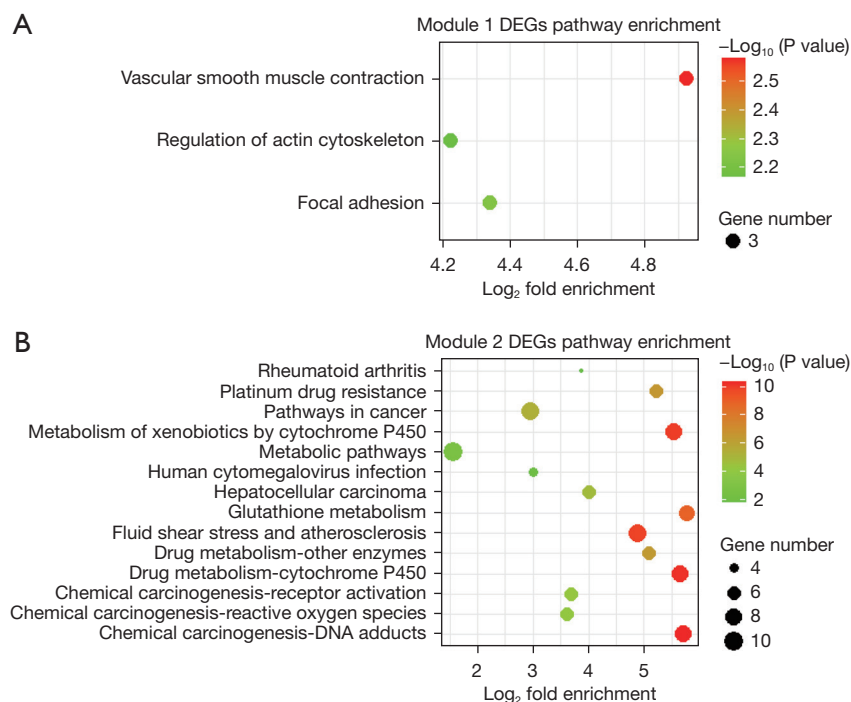 A
Module 1 DEGs pathway enrichment
Vascular smooth muscle contraction
Regulation of actin cytoskeleton
Focal adhesion
4.2 4.4 4.6 4.8
Log₂ fold enrichment
–Log₁₀ (P value)
2.5
2.4
2.3
2.2
Gene number
3
B
Module 2 DEGs pathway enrichment
Rheumatoid arthritis
Platinum drug resistance
Pathways in cancer
Metabolism of xenobiotics by cytochrome P450
Metabolic pathways
Human cytomegalovirus infection
Hepatocellular carcinoma
Glutathione metabolism
Fluid shear stress and atherosclerosis
Drug metabolism-other enzymes
Drug metabolism-cytochrome P450
Chemical carcinogenesis-receptor activation
Chemical carcinogenesis-reactive oxygen species
Chemical carcinogenesis-DNA adducts
2 3 4 5
Log₂ fold enrichment
–Log₁₀ (P value)
10
8
6
4
2
Gene number
4
6
8
10